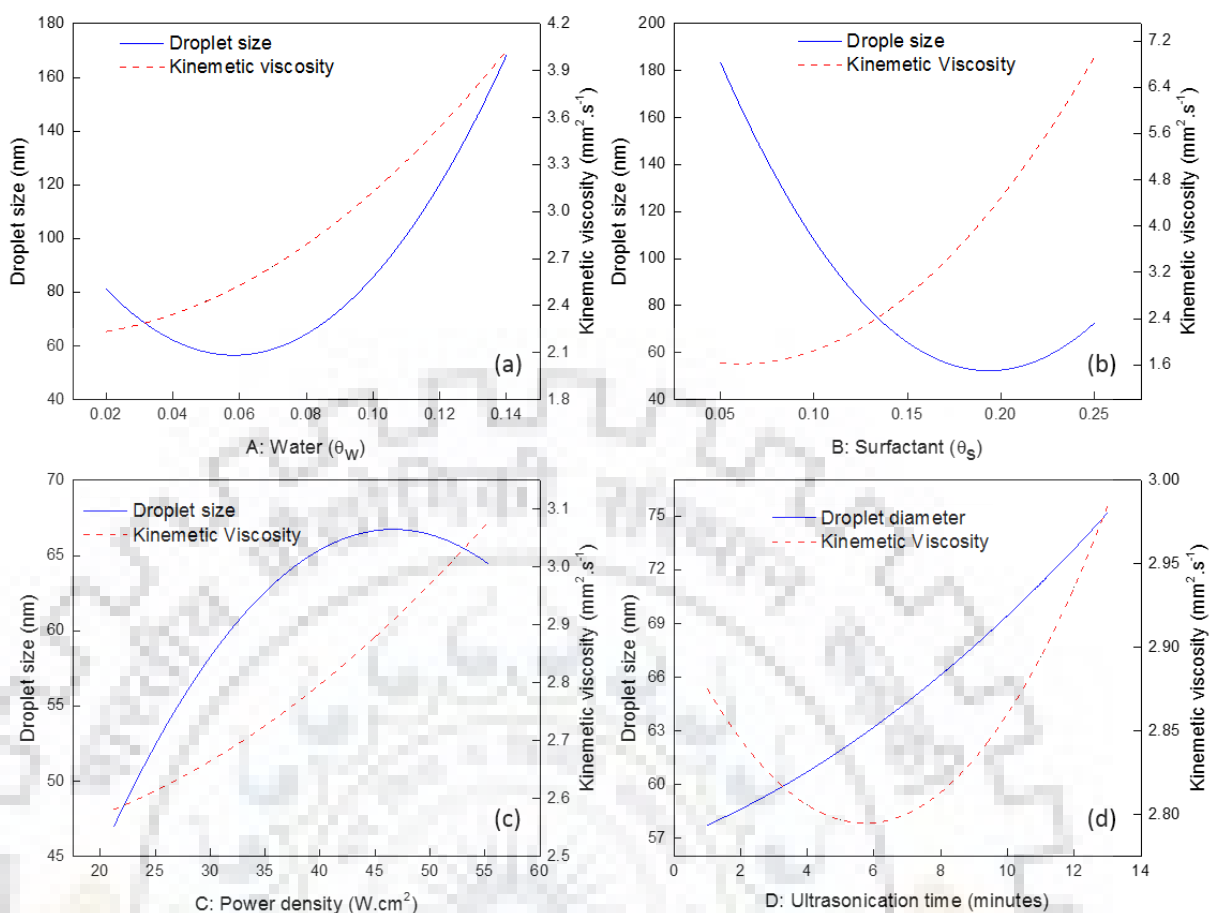 Droplet size
Kinemetic viscosity
180
160
140
120
100
80
60
40
Droplet size (nm)
4.2
3.9
3.6
3.3
3.0
2.7
2.4
2.1
1.8
Kinemetic viscosity (mm².s⁻¹)
(a)
0.02 0.04 0.06 0.08 0.10 0.12 0.14
A: Water (θ_W)
Drople size
Kinemetic Viscosity
200
180
160
140
120
100
80
60
40
Droplet size (nm)
7.2
6.4
5.6
4.8
4.0
3.2
2.4
1.6
Kinemetic viscosity (mm².s⁻¹)
(b)
0.05 0.10 0.15 0.20 0.25
B: Surfactant (θ_S)
Droplet size
Kinemetic Viscosity
70
65
60
55
50
45
Droplet size (nm)
3.1
3.0
2.9
2.8
2.7
2.6
2.5
Kinemetic viscosity (mm².s⁻¹)
(c)
20 25 30 35 40 45 50 55 60
C: Power density (W.cm²)
Droplet diameter
Kinemetic Viscosity
75
72
69
66
63
60
57
Droplet size (nm)
3.00
2.95
2.90
2.85
2.80
Kinemetic viscosity (mm².s⁻¹)
(d)
0 2 4 6 8 10 12 14
D: Ultrasonication time (minutes)